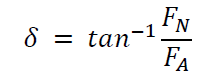 δ = tan⁻¹ F_N / F_A